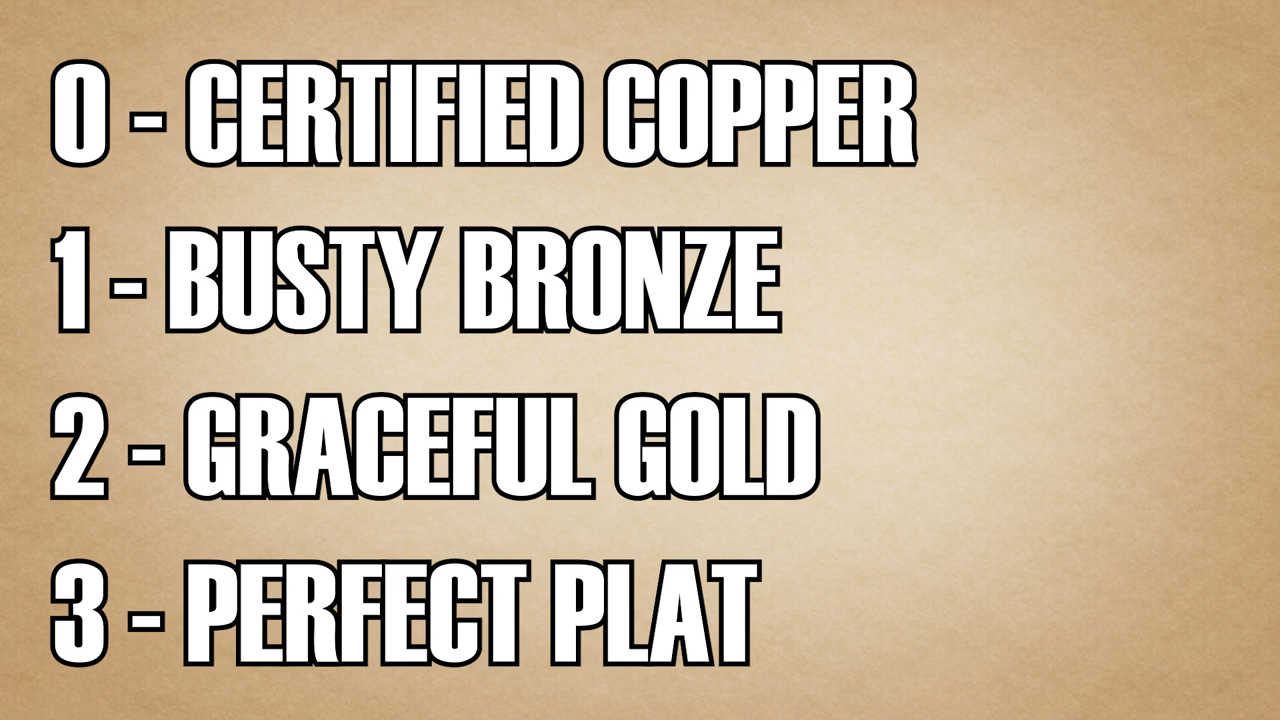 0 - CERTIFIED COPPER
1 - BUSTY BRONZE
2 - GRACEFUL GOLD
3 - PERFECT PLAT